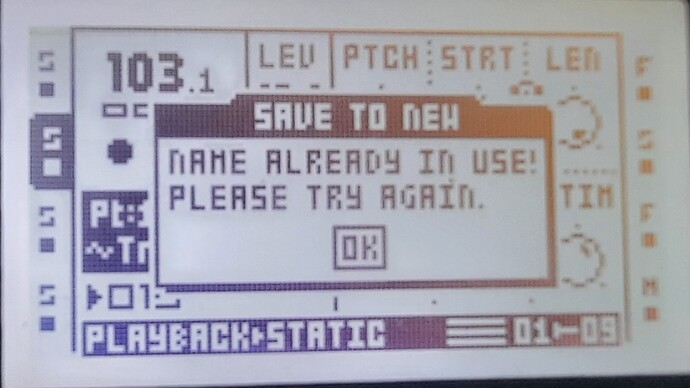 103.1
LEV PTCH STRT LEN
SAVE TO NEW
NAME ALREADY IN USE!
PLEASE TRY AGAIN.
OK
TIM
PLAYBACK STATIC 01 09
S
S
S
S
F
S
F
M